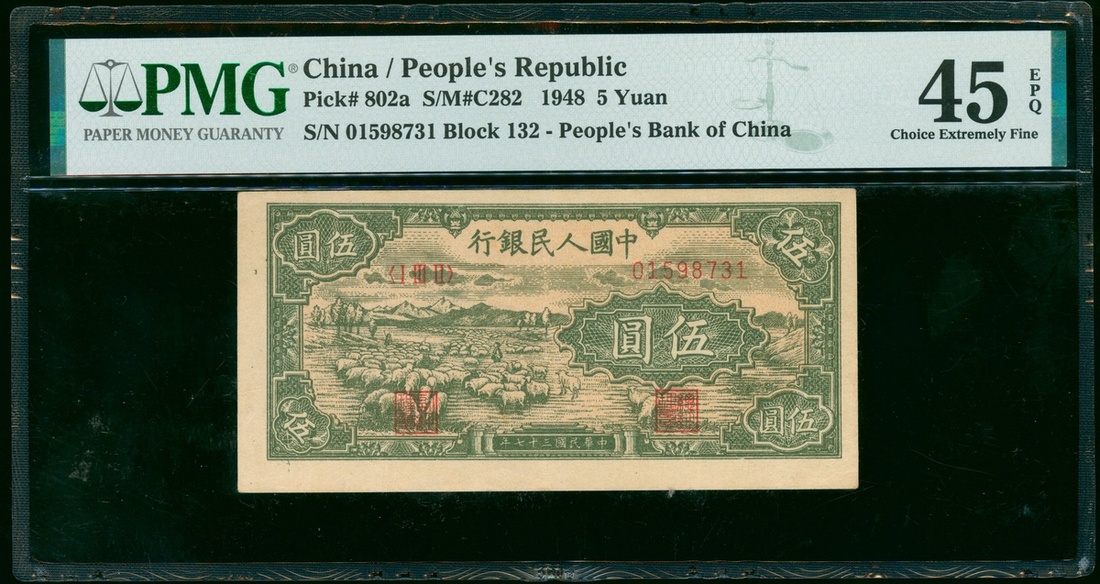 PMG®
PAPER MONEY GUARANTY
China / People's Republic
Pick# 802a S/M#C282 1948 5 Yuan
S/N 01598731 Block 132 - People's Bank of China
45
EPQ
Choice Extremely Fine
中國人民銀行
伍圓
伍
〈Ⅰ Ⅲ Ⅱ〉
01598731
伍圓
伍
伍圓
中華民國三十七年